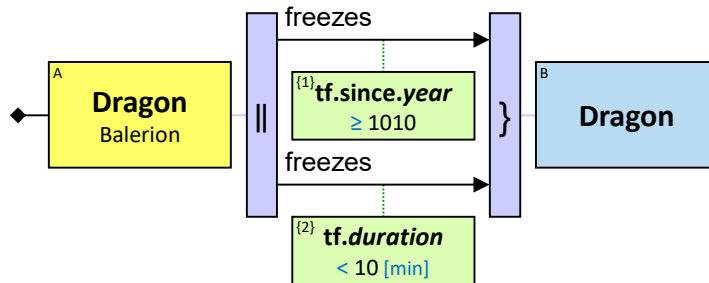 freezes
A
Dragon
Balerion
||
{1} tf.since.year
≥ 1010
}
B
Dragon
freezes
{2} tf.duration
< 10 [min]